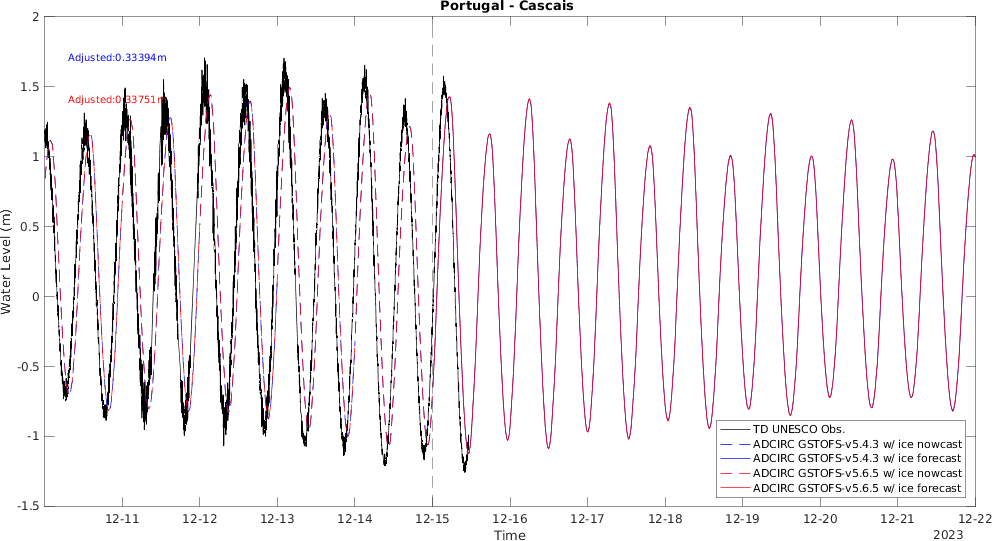 Portugal - Cascais
2
1.5
1
0.5
0
-0.5
-1
-1.5
Water Level (m)
Adjusted:0.33394m
Adjusted:0.33751m
TD UNESCO Obs.
ADCIRC GSTOFS-v5.4.3 w/ ice nowcast
ADCIRC GSTOFS-v5.4.3 w/ ice forecast
ADCIRC GSTOFS-v5.6.5 w/ ice nowcast
ADCIRC GSTOFS-v5.6.5 w/ ice forecast
12-11 12-12 12-13 12-14 12-15 12-16 12-17 12-18 12-19 12-20 12-21 12-22
Time
2023